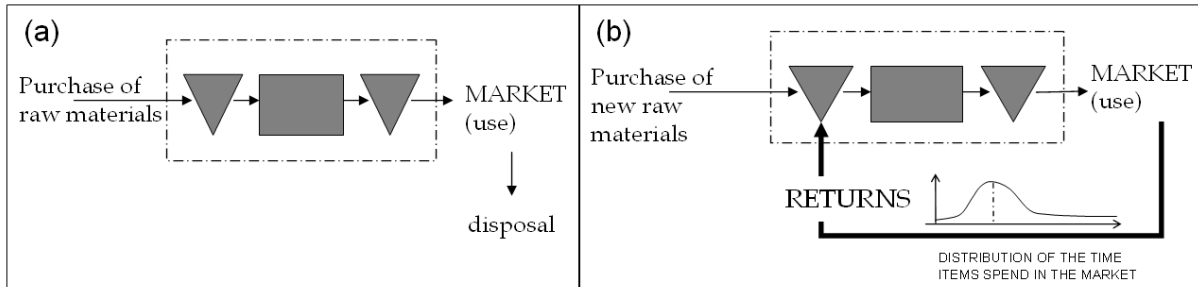 (a)
Purchase of
raw materials
MARKET
(use)
disposal
(b)
Purchase of
new raw
materials
MARKET
(use)
RETURNS
DISTRIBUTION OF THE TIME
ITEMS SPEND IN THE MARKET